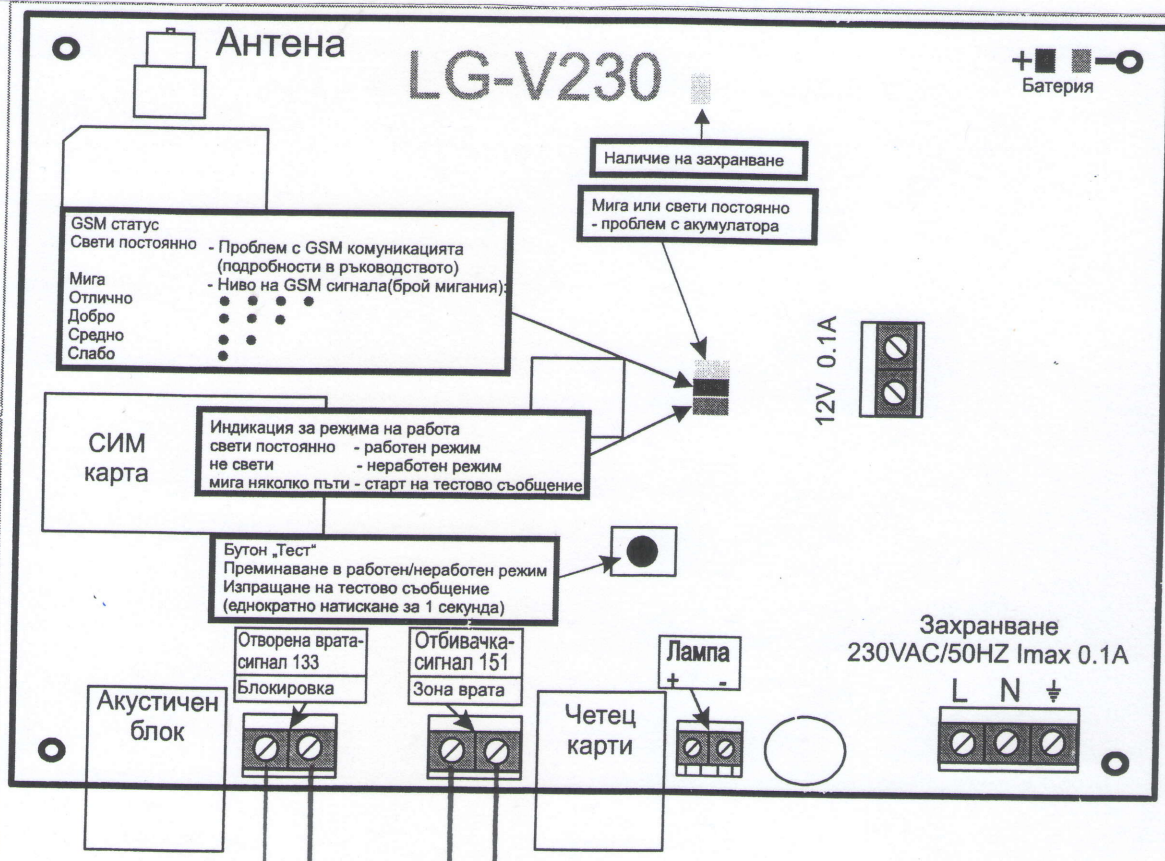 Антена
LG-V230
+ -
Батерия
Наличие на захранване
Мига или свети постоянно
- проблем с акумулатора
GSM статус
Свети постоянно - Проблем с GSM комуникацията
(подробности в ръководството)
Мига - Ниво на GSM сигнала(брой мигания):
Отлично
Добро
Средно
Слабо
12V 0.1A
СИМ
карта
Индикация за режима на работа
свети постоянно - работен режим
не свети - неработен режим
мига няколко пъти - старт на тестово съобщение
Бутон „Тест“
Преминаване в работен/неработен режим
Изпращане на тестово съобщение
(еднократно натискане за 1 секунда)
Отворена врата-
сигнал 133
Блокировка
Отбивачка-
сигнал 151
Зона врата
Лампа
+ -
Захранване
230VAC/50HZ Imax 0.1A
L N
Акустичен
блок
Четец
карти